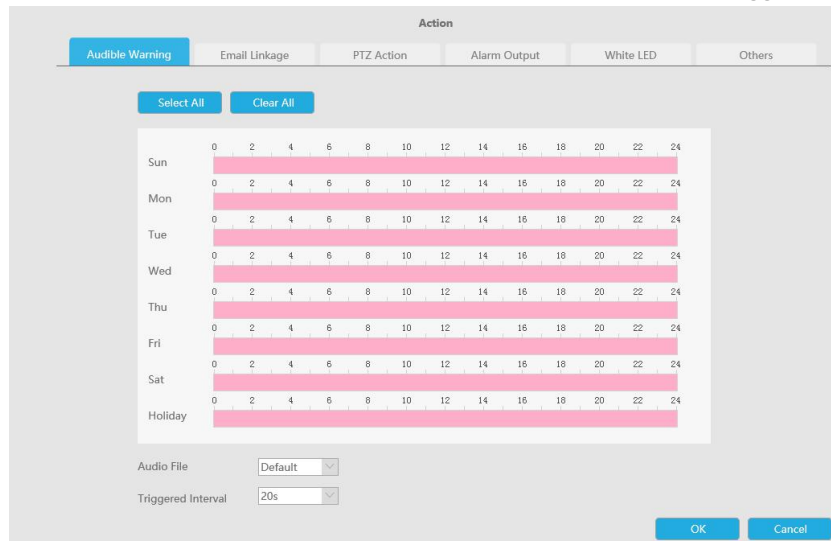 Action
Audible Warning Email Linkage PTZ Action Alarm Output White LED Others
Select All Clear All
0 2 4 6 8 10 12 14 16 18 20 22 24
Sun
0 2 4 6 8 10 12 14 16 18 20 22 24
Mon
0 2 4 6 8 10 12 14 16 18 20 22 24
Tue
0 2 4 6 8 10 12 14 16 18 20 22 24
Wed
0 2 4 6 8 10 12 14 16 18 20 22 24
Thu
0 2 4 6 8 10 12 14 16 18 20 22 24
Fri
0 2 4 6 8 10 12 14 16 18 20 22 24
Sat
0 2 4 6 8 10 12 14 16 18 20 22 24
Holiday
Audio File Default
Triggered Interval 20s
OK Cancel